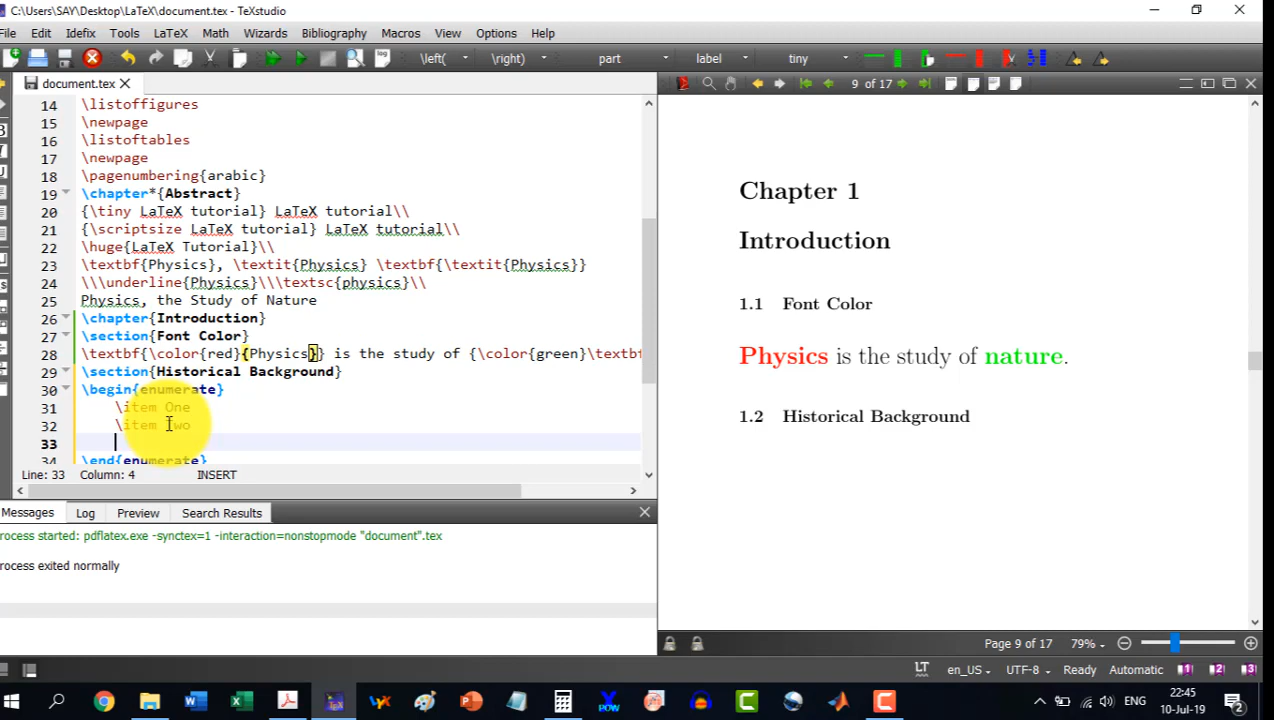 C:\Users\SAY\Desktop\LaTeX\document.tex - TeXstudio
File Edit Idefix Tools LaTeX Math Wizards Bibliography Macros View Options Help
\left( \right) part label tiny
document.tex
9 of 17
14 \listoffigures
15 \newpage
16 \listoftables
17 \newpage
18 \pagenumbering{arabic}
19 \chapter*{Abstract}
20 {\tiny LaTeX tutorial} LaTeX tutorial\\
21 {\scriptsize LaTeX tutorial} LaTeX tutorial\\
22 \huge{LaTeX Tutorial}\\
23 \textbf{Physics}, \textit{Physics} \textbf{\textit{Physics}}
24 \\\underline{Physics}\\\textsc{physics}\\
25 Physics, the Study of Nature
26 \chapter{Introduction}
27 \section{Font Color}
28 \textbf{\color{red}{Physics}} is the study of {\color{green}\textbf
29 \section{Historical Background}
30 \begin{enumerate}
31 \item One
32 \item Two
33
34 \end{enumerate}
Line: 33 Column: 4 INSERT
Messages Log Preview Search Results
rocess started: pdflatex.exe -synctex=1 -interaction=nonstopmode "document".tex
rocess exited normally
Chapter 1
Introduction
1.1 Font Color
Physics is the study of nature.
1.2 Historical Background
Page 9 of 17 79%
LT en_US UTF-8 Ready Automatic 1 2 3
ENG
22:45
10-Jul-19
2